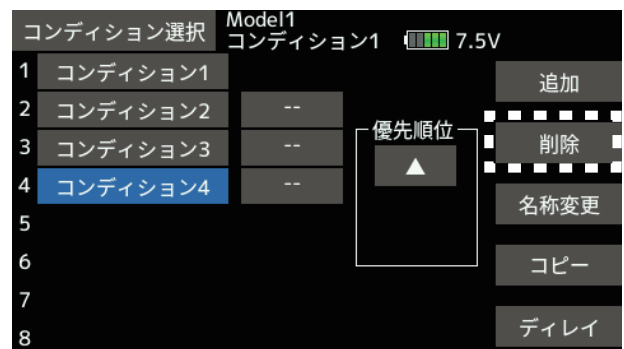 コンディション選択
Model1
コンディション1
7.5V
1 コンディション1
2 コンディション2 --
3 コンディション3 --
4 コンディション4 --
5
6
7
8
優先順位
▲
追加
削除
名称変更
コピー
ディレイ